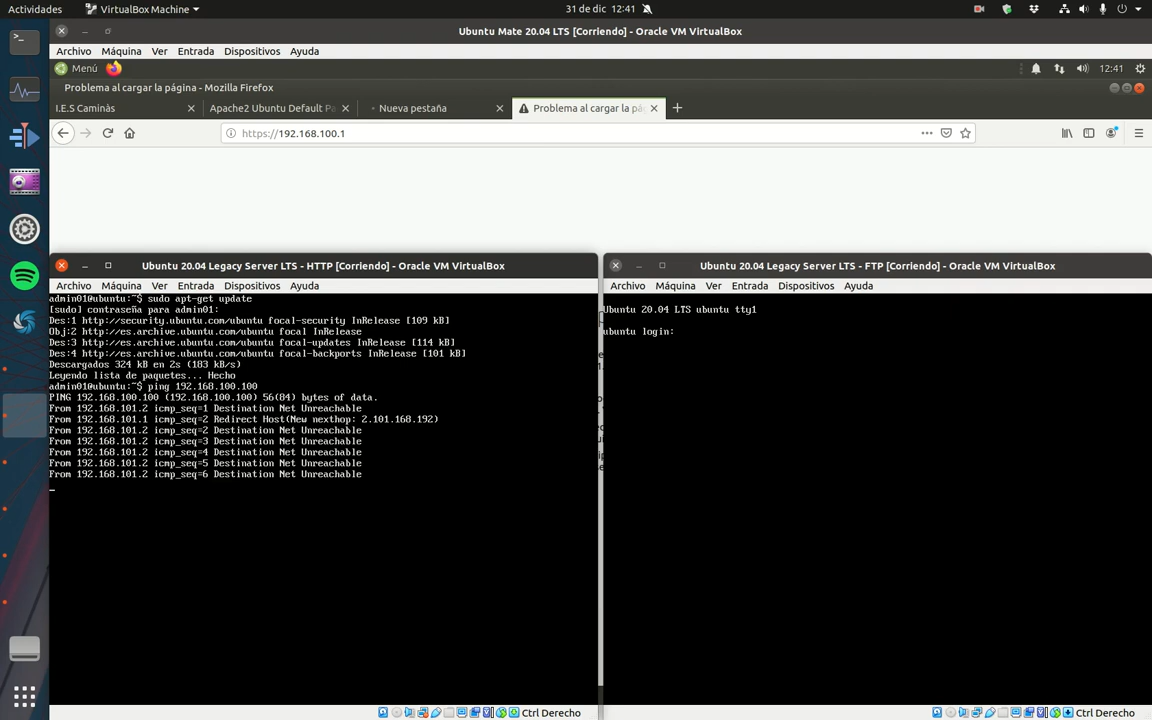 Actividades
VirtualBox Machine
31 de dic 12:41
Ubuntu Mate 20.04 LTS [Corriendo] - Oracle VM VirtualBox
Archivo Máquina Ver Entrada Dispositivos Ayuda
Menú
12:41
Problema al cargar la página - Mozilla Firefox
I.E.S Caminàs
Apache2 Ubuntu Default Pa
Nueva pestaña
Problema al cargar la pá
https://192.168.100.1
Ubuntu 20.04 Legacy Server LTS - HTTP [Corriendo] - Oracle VM VirtualBox
Archivo Máquina Ver Entrada Dispositivos Ayuda
admin01@ubuntu:~$ sudo apt-get update
[sudo] contraseña para admin01:
Des:1 http://security.ubuntu.com/ubuntu focal-security InRelease [109 kB]
Obj:2 http://es.archive.ubuntu.com/ubuntu focal InRelease
Des:3 http://es.archive.ubuntu.com/ubuntu focal-updates InRelease [114 kB]
Des:4 http://es.archive.ubuntu.com/ubuntu focal-backports InRelease [101 kB]
Descargados 324 kB en 2s (183 kB/s)
Leyendo lista de paquetes... Hecho
admin01@ubuntu:~$ ping 192.168.100.100
PING 192.168.100.100 (192.168.100.100) 56(84) bytes of data.
From 192.168.101.2 icmp_seq=1 Destination Net Unreachable
From 192.168.101.1 icmp_seq=2 Redirect Host(New nexthop: 2.101.168.192)
From 192.168.101.2 icmp_seq=2 Destination Net Unreachable
From 192.168.101.2 icmp_seq=3 Destination Net Unreachable
From 192.168.101.2 icmp_seq=4 Destination Net Unreachable
From 192.168.101.2 icmp_seq=5 Destination Net Unreachable
From 192.168.101.2 icmp_seq=6 Destination Net Unreachable
Ctrl Derecho
Ubuntu 20.04 Legacy Server LTS - FTP [Corriendo] - Oracle VM VirtualBox
Archivo Máquina Ver Entrada Dispositivos Ayuda
Ubuntu 20.04 LTS ubuntu tty1
ubuntu login:
Ctrl Derecho